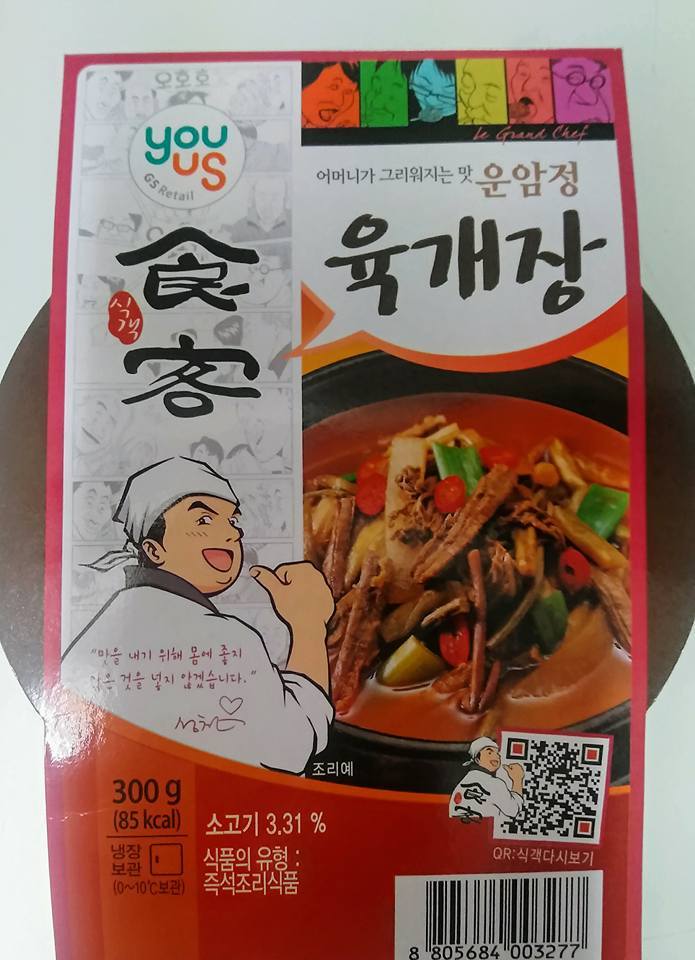 오호호
you
us
GS Retail
Le Grand Chef
어머니가 그리워지는 맛 운암정
육개장
食
식객
客
"맛을 내기 위해 몸에 좋지
않은 것을 넣지 않겠습니다."
성찬
조리예
300 g
(85 kcal)
소고기 3.31 %
냉장
보관
(0~10℃보관)
식품의 유형 :
즉석조리식품
食
客
QR:식객다시보기
8 805684 003277